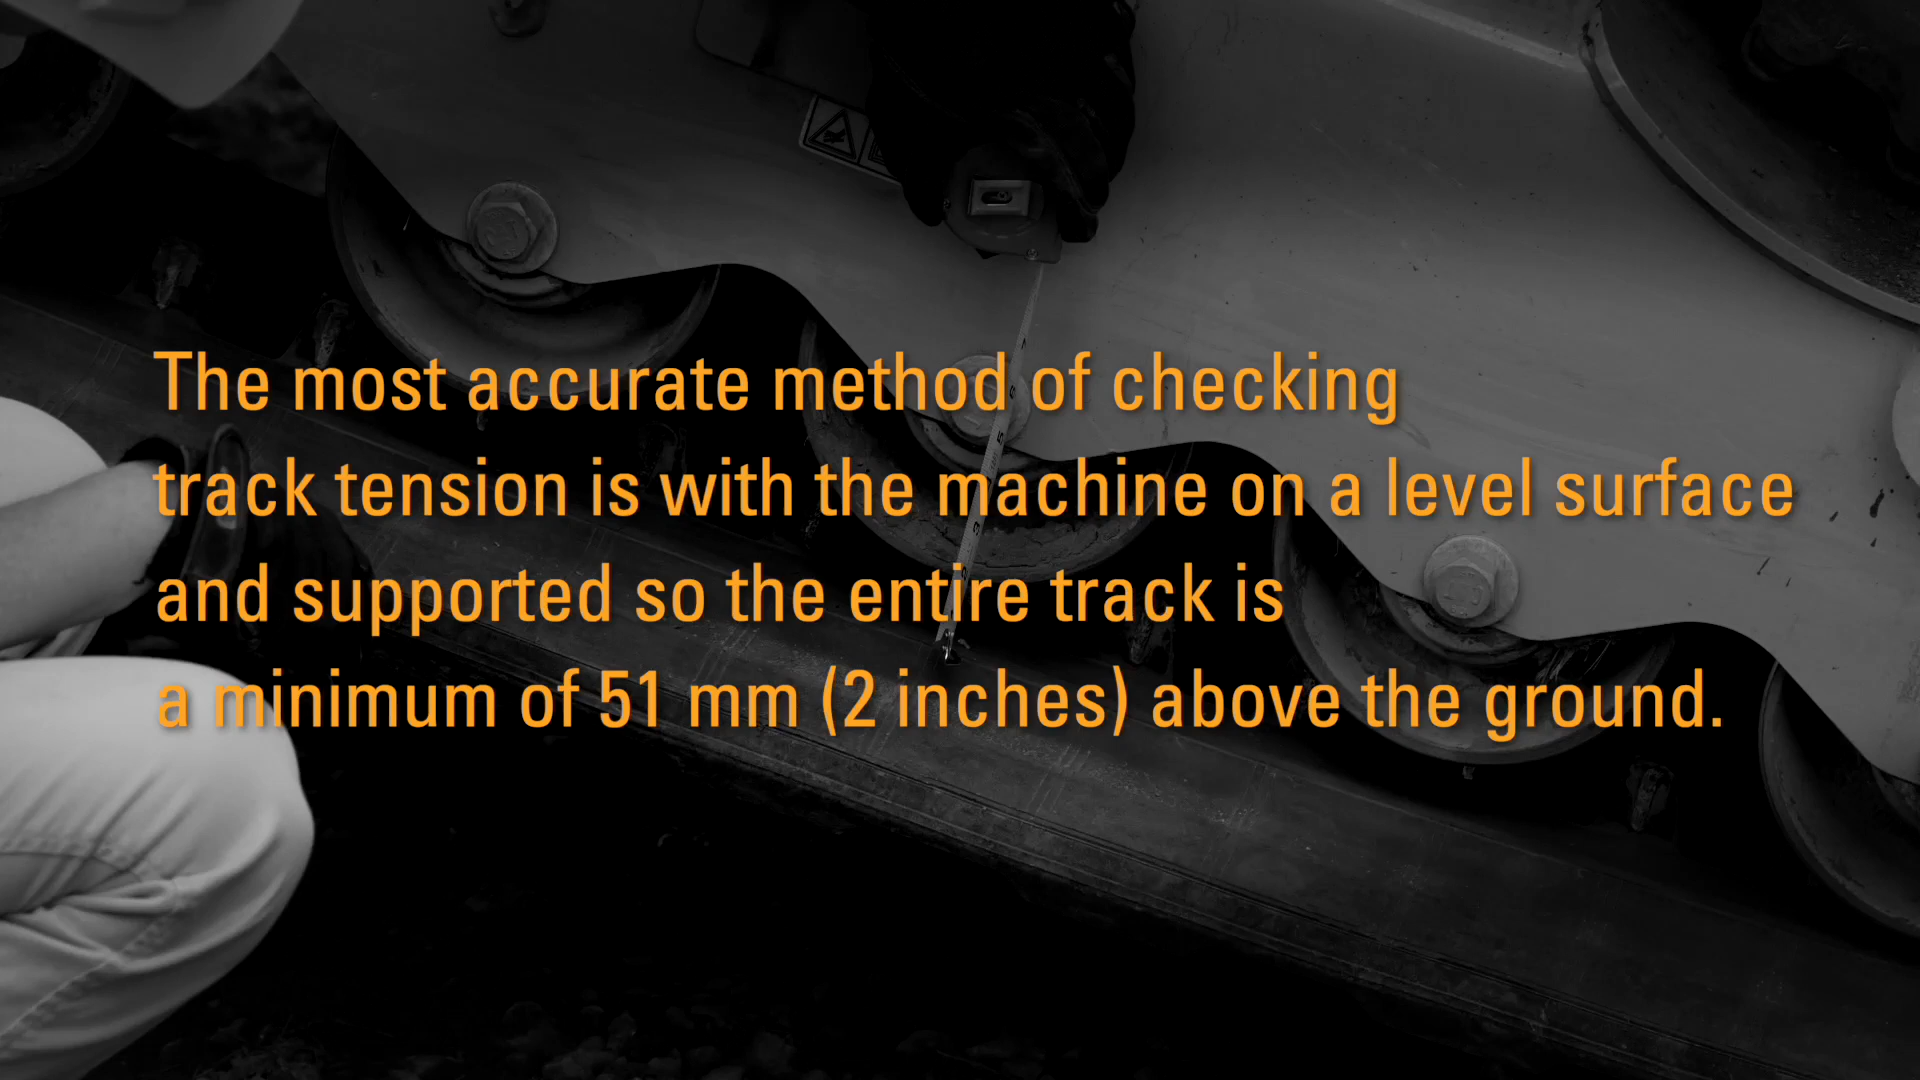 The most accurate method of checking
track tension is with the machine on a level surface
and supported so the entire track is
a minimum of 51 mm (2 inches) above the ground.